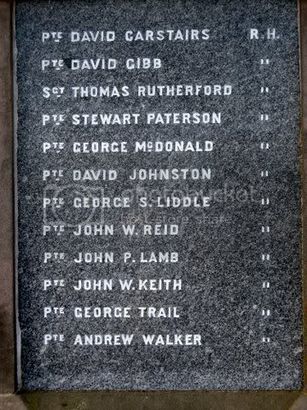 PTE DAVID CARSTAIRS R.H.
PTE DAVID GIBB "
SGT THOMAS RUTHERFORD "
PTE STEWART PATERSON "
PTE GEORGE McDONALD "
PTE DAVID JOHNSTON "
PTE GEORGE S. LIDDLE "
PTE JOHN W. REID "
PTE JOHN P. LAMB "
PTE JOHN W. KEITH "
PTE GEORGE TRAIL "
PTE ANDREW WALKER "
photobucket